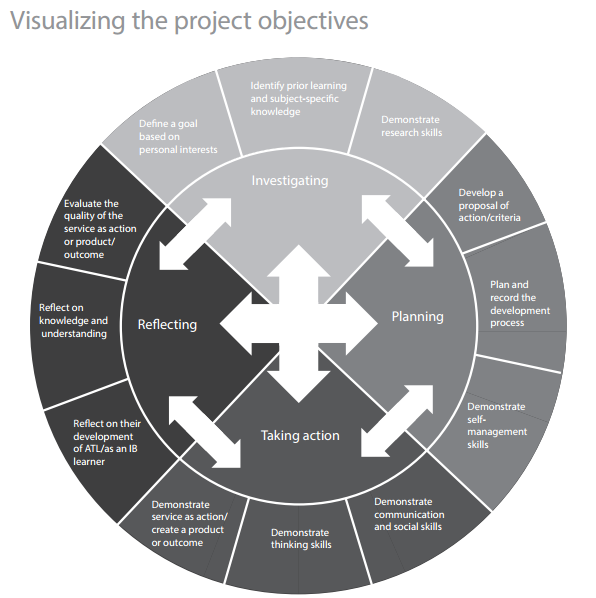 Visualizing the project objectives
Identify prior learning
and subject-specific
knowledge
Define a goal
based on
personal interests
Demonstrate
research skills
Investigating
Evaluate the
quality of the
service as action
or product/
outcome
Develop a
proposal of
action/criteria
Reflect on
knowledge and
understanding
Reflecting
Planning
Plan and
record the
development
process
Reflect on their
development
of ATL/as an IB
learner
Taking action
Demonstrate
self-
management
skills
Demonstrate
service as action/
create a product
or outcome
Demonstrate
thinking skills
Demonstrate
communication
and social skills